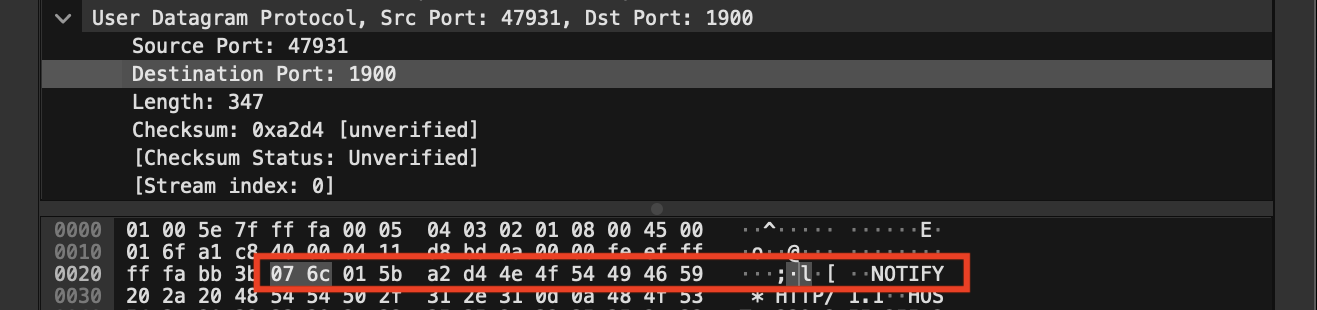 User Datagram Protocol, Src Port: 47931, Dst Port: 1900
Source Port: 47931
Destination Port: 1900
Length: 347
Checksum: 0xa2d4 [unverified]
[Checksum Status: Unverified]
[Stream index: 0]
0000 01 00 5e 7f ff fa 00 05 04 03 02 01 08 00 45 00 ··^····· ······E·
0010 01 6f a1 c8 40 00 04 11 d8 bd 0a 00 00 fe ef ff ·o··@··· ········
0020 ff fa bb 3b 07 6c 01 5b a2 d4 4e 4f 54 49 46 59 ···;·l·[ ··NOTIFY
0030 20 2a 20 48 54 54 50 2f 31 2e 31 0d 0a 48 4f 53 * HTTP/ 1.1··HOS